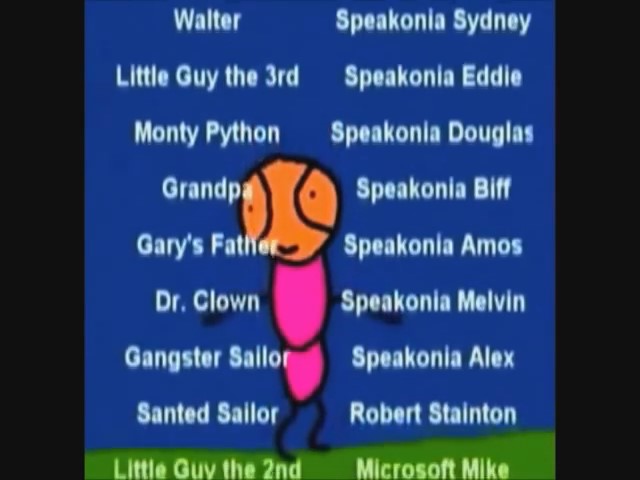 Walter Speakonia Sydney
Little Guy the 3rd Speakonia Eddie
Monty Python Speakonia Douglas
Grandpa Speakonia Biff
Gary's Father Speakonia Amos
Dr. Clown Speakonia Melvin
Gangster Sailor Speakonia Alex
Santed Sailor Robert Stainton
Little Guy the 2nd Microsoft Mike